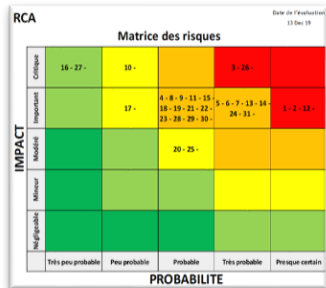 RCA
Date de l'évaluation
13 Dec 19
Matrice des risques
IMPACT
Critique
16 - 27 -
10 -
3 - 26 -
Important
17 -
4 - 8 - 9 - 11 - 15 -
18 - 19 - 21 - 22 -
23 - 28 - 29 - 30 -
5 - 6 - 7 - 13 - 14 -
24 - 31 -
1 - 2 - 12 -
Modéré
20 - 25 -
Mineur
Négligeable
Très peu probable
Peu probable
Probable
Très probable
Presque certain
PROBABILITE